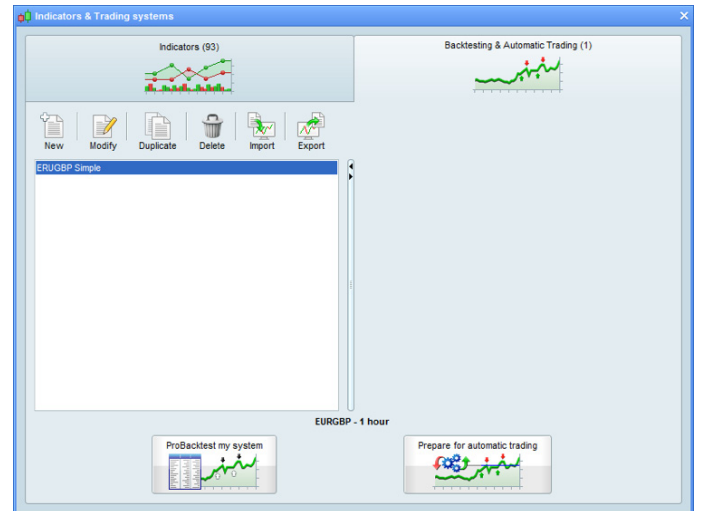 Indicators & Trading systems
Indicators (93)
Backtesting & Automatic Trading (1)
New Modify Duplicate Delete Import Export
ERUGBP Simple
EURGBP - 1 hour
ProBacktest my system
Prepare for automatic trading